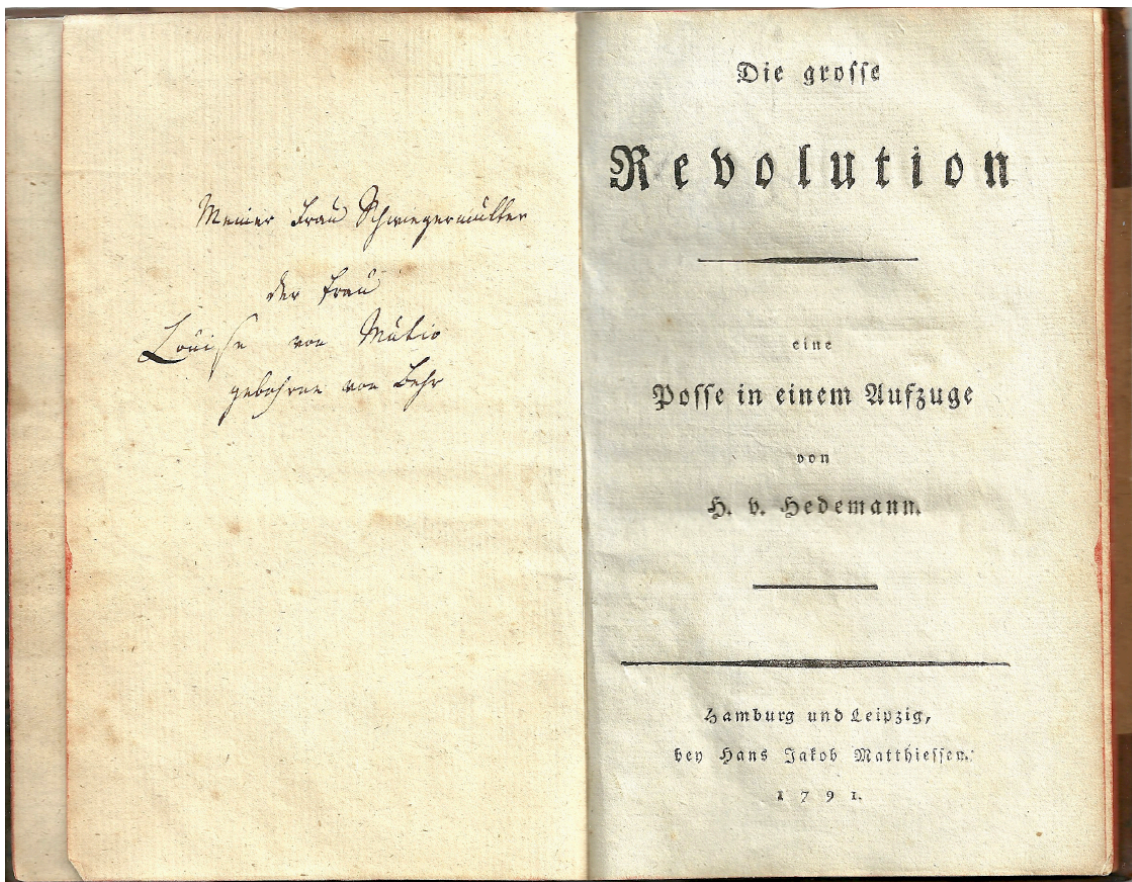 Meiner Frau Schwiegermutter
der Frau
Louise von Mutio
gebohrne von Behr
Die grosse
Revolution
eine
Posse in einem Aufzuge
von
H. v. Hedemann.
Hamburg und Leipzig,
bey Hans Jakob Matthiessen.
1791.